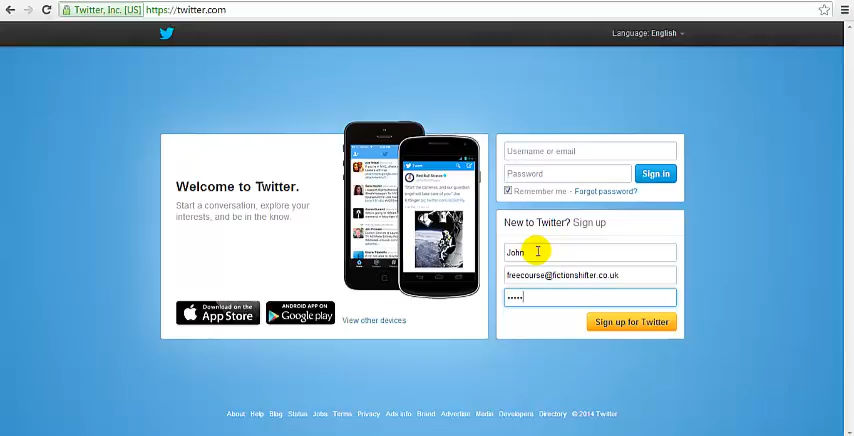 Twitter, Inc. [US] https://twitter.com
Language: English
Welcome to Twitter.
Start a conversation, explore your
interests, and be in the know.
Download on the
App Store
ANDROID APP ON
Google play
View other devices
Username or email
Password
Sign in
Remember me · Forgot password?
New to Twitter? Sign up
John
freecourse@fictionshifter.co.uk
•••••
Sign up for Twitter
About Help Blog Status Jobs Terms Privacy Ads info Brand Advertise Media Developers Directory © 2014 Twitter